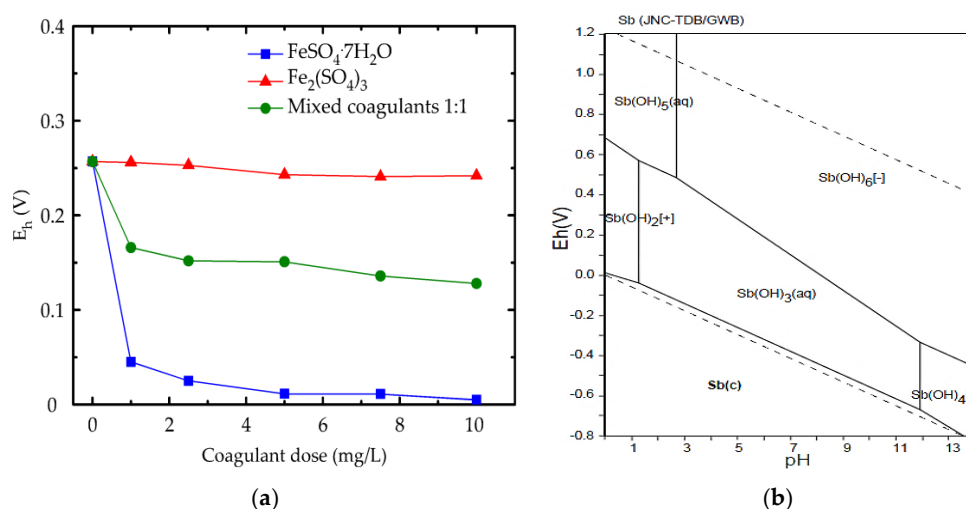 0.4
0.3
0.2
0.1
0
E_h (V)
FeSO₄·7H₂O
Fe₂(SO₄)₃
Mixed coagulants 1:1
0 2 4 6 8 10
Coagulant dose (mg/L)
(a)
Sb (JNC-TDB/GWB)
1.2
1.0
0.8
0.6
0.4
0.2
0.0
-0.2
-0.4
-0.6
-0.8
Eh(V)
Sb(OH)₅(aq)
Sb(OH)₆[-]
Sb(OH)₂[+]
Sb(OH)₃(aq)
Sb(c)
Sb(OH)₄
1 3 5 7 9 11 13
pH
(b)